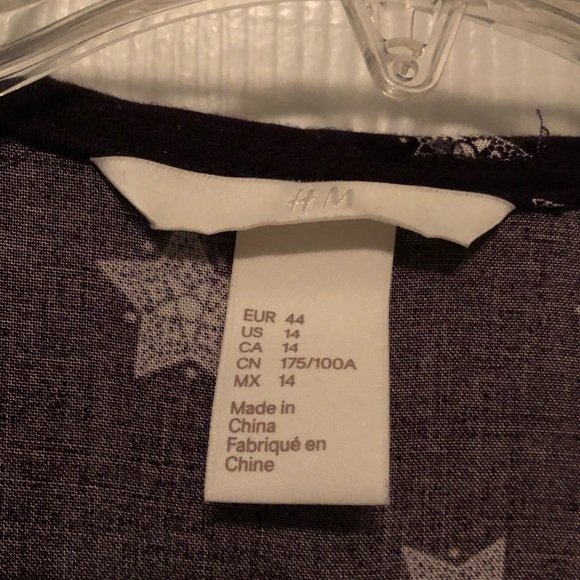 H M
EUR 44
US 14
CA 14
CN 175/100A
MX 14
Made in
China
Fabriqué en
Chine